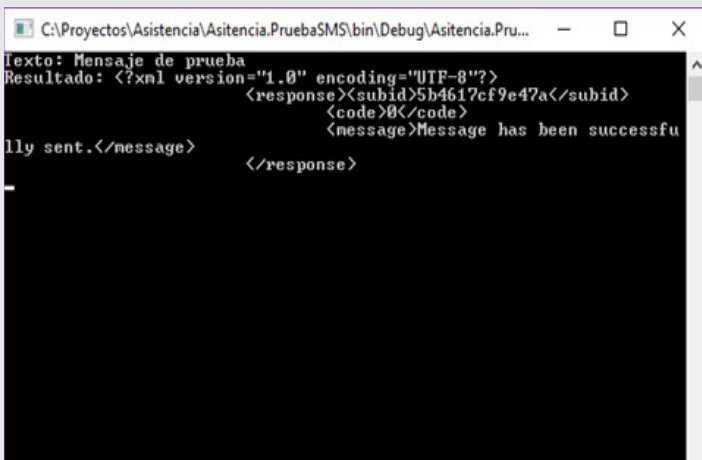 C:\Proyectos\Asistencia\Asitencia.PruebaSMS\bin\Debug\Asitencia.Pru...
Texto: Mensaje de prueba
Resultado: <?xml version="1.0" encoding="UTF-8"?>
<response><subid>5b4617cf9e47a</subid>
<code>0</code>
<message>Message has been successfu
lly sent.</message>
</response>